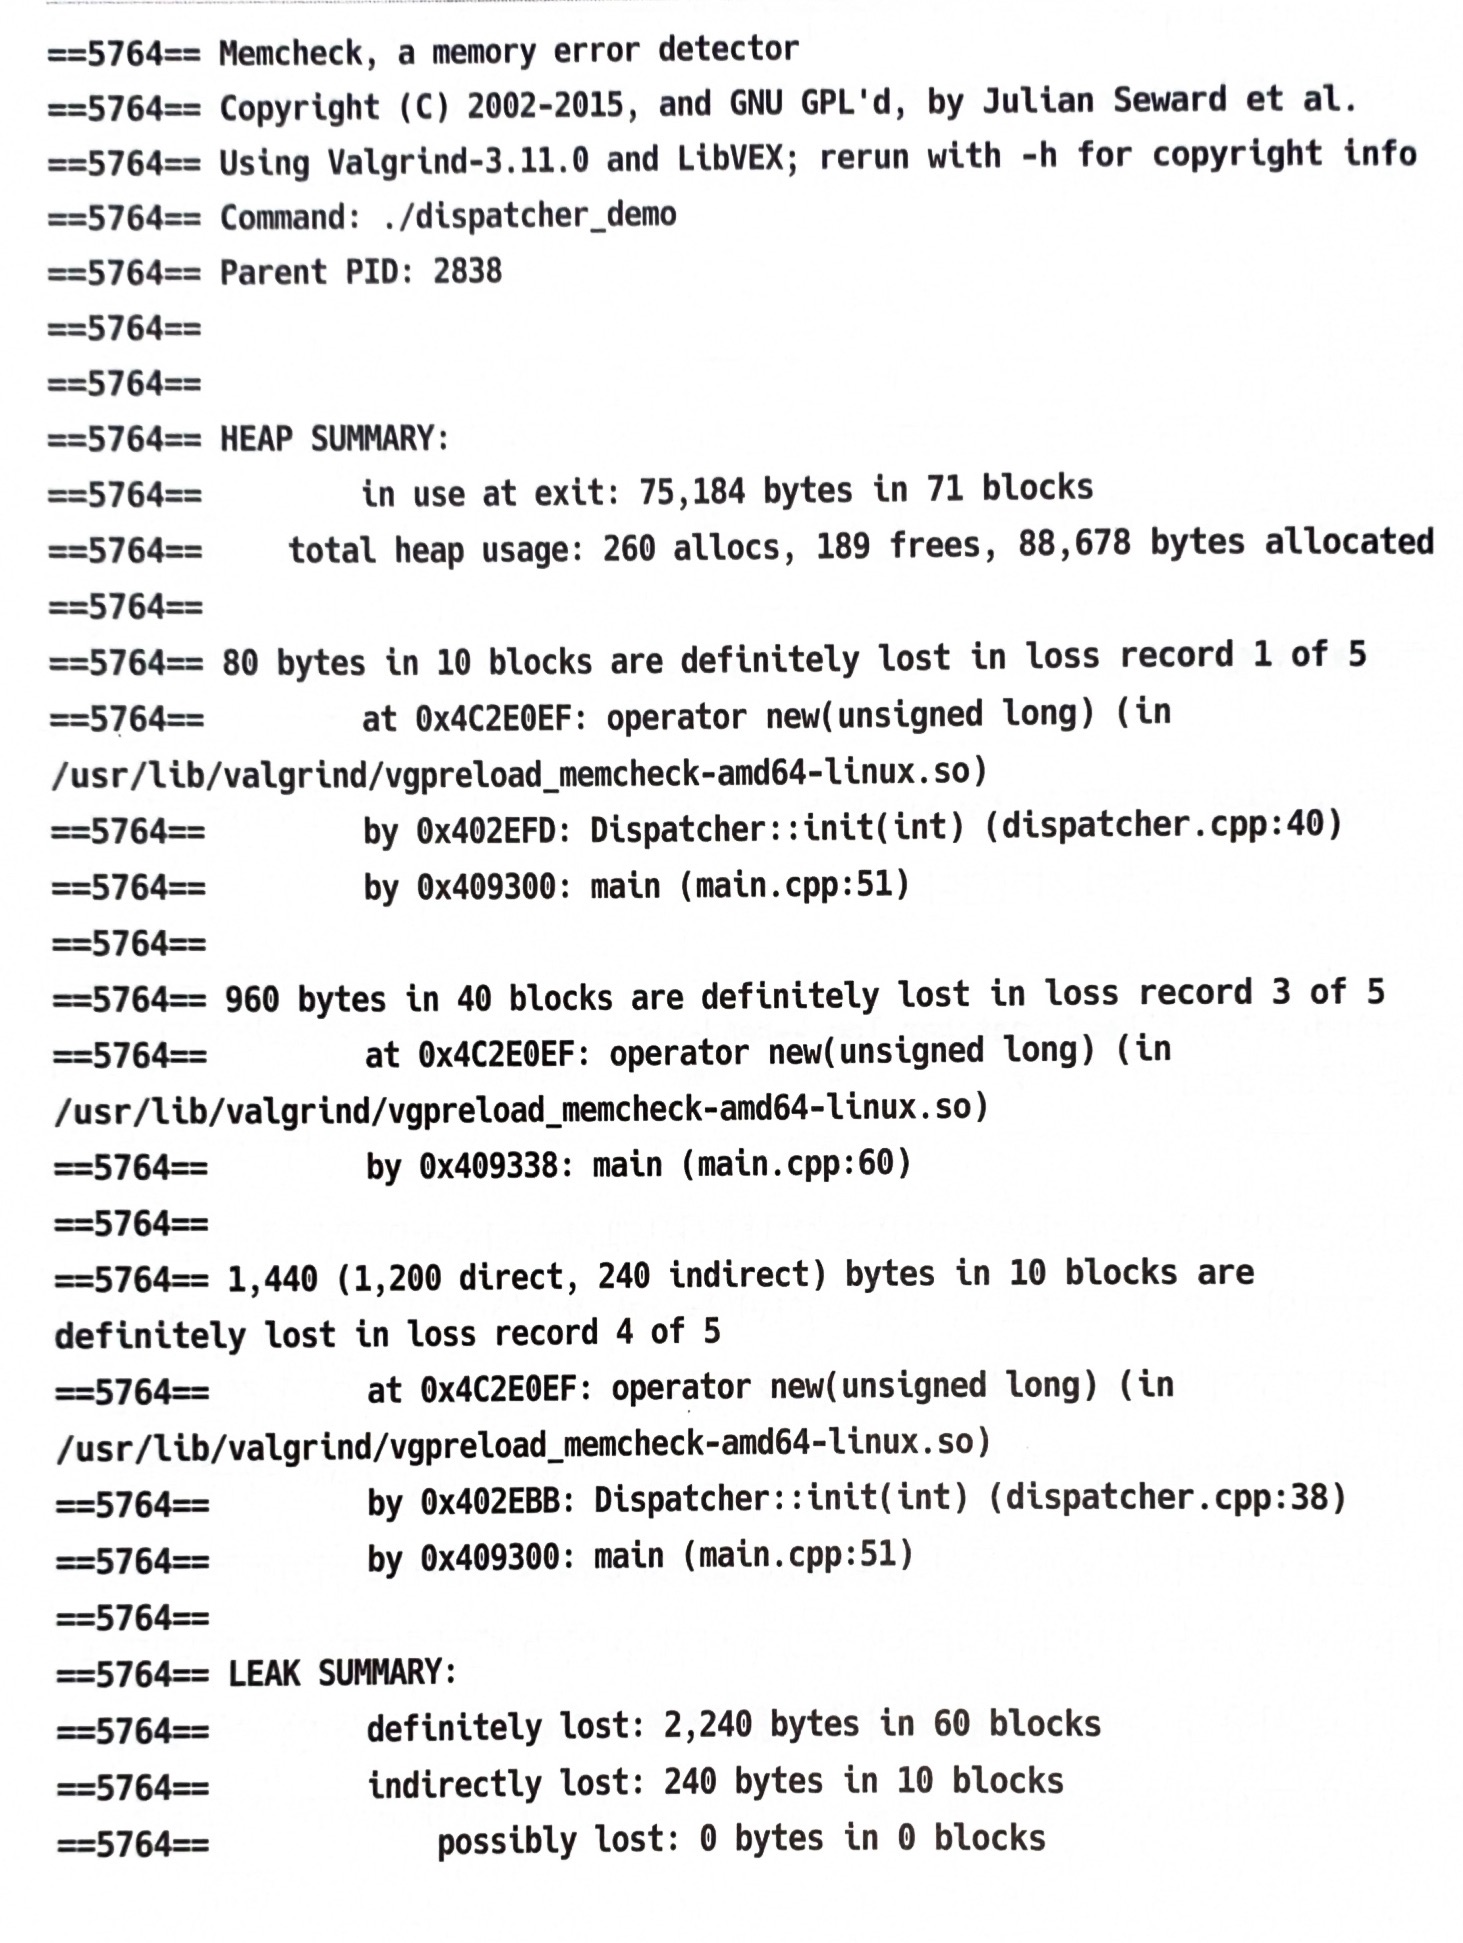 ==5764== Memcheck, a memory error detector
==5764== Copyright (C) 2002-2015, and GNU GPL'd, by Julian Seward et al.
==5764== Using Valgrind-3.11.0 and LibVEX; rerun with -h for copyright info
==5764== Command: ./dispatcher_demo
==5764== Parent PID: 2838
==5764==
==5764==
==5764== HEAP SUMMARY:
==5764==         in use at exit: 75,184 bytes in 71 blocks
==5764==     total heap usage: 260 allocs, 189 frees, 88,678 bytes allocated
==5764==
==5764== 80 bytes in 10 blocks are definitely lost in loss record 1 of 5
==5764==         at 0x4C2E0EF: operator new(unsigned long) (in
/usr/lib/valgrind/vgpreload_memcheck-amd64-linux.so)
==5764==         by 0x402EFD: Dispatcher::init(int) (dispatcher.cpp:40)
==5764==         by 0x409300: main (main.cpp:51)
==5764==
==5764== 960 bytes in 40 blocks are definitely lost in loss record 3 of 5
==5764==         at 0x4C2E0EF: operator new(unsigned long) (in
/usr/lib/valgrind/vgpreload_memcheck-amd64-linux.so)
==5764==         by 0x409338: main (main.cpp:60)
==5764==
==5764== 1,440 (1,200 direct, 240 indirect) bytes in 10 blocks are
definitely lost in loss record 4 of 5
==5764==         at 0x4C2E0EF: operator new(unsigned long) (in
/usr/lib/valgrind/vgpreload_memcheck-amd64-linux.so)
==5764==         by 0x402EBB: Dispatcher::init(int) (dispatcher.cpp:38)
==5764==         by 0x409300: main (main.cpp:51)
==5764==
==5764== LEAK SUMMARY:
==5764==         definitely lost: 2,240 bytes in 60 blocks
==5764==         indirectly lost: 240 bytes in 10 blocks
==5764==             possibly lost: 0 bytes in 0 blocks